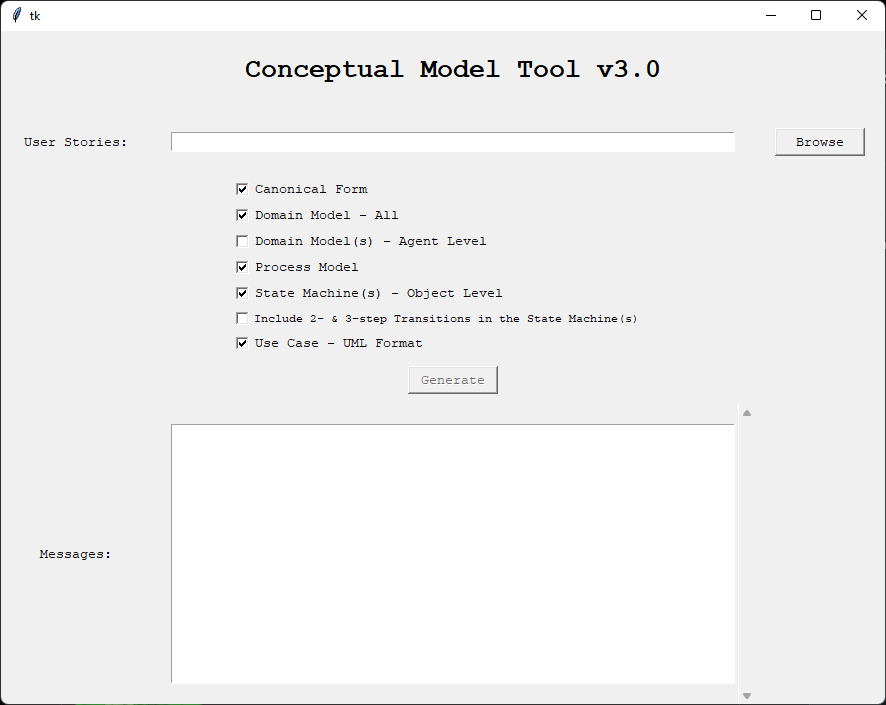 tk
Conceptual Model Tool v3.0
User Stories:
Browse
Canonical Form
Domain Model - All
Domain Model(s) - Agent Level
Process Model
State Machine(s) - Object Level
Include 2- & 3-step Transitions in the State Machine(s)
Use Case - UML Format
Generate
Messages: